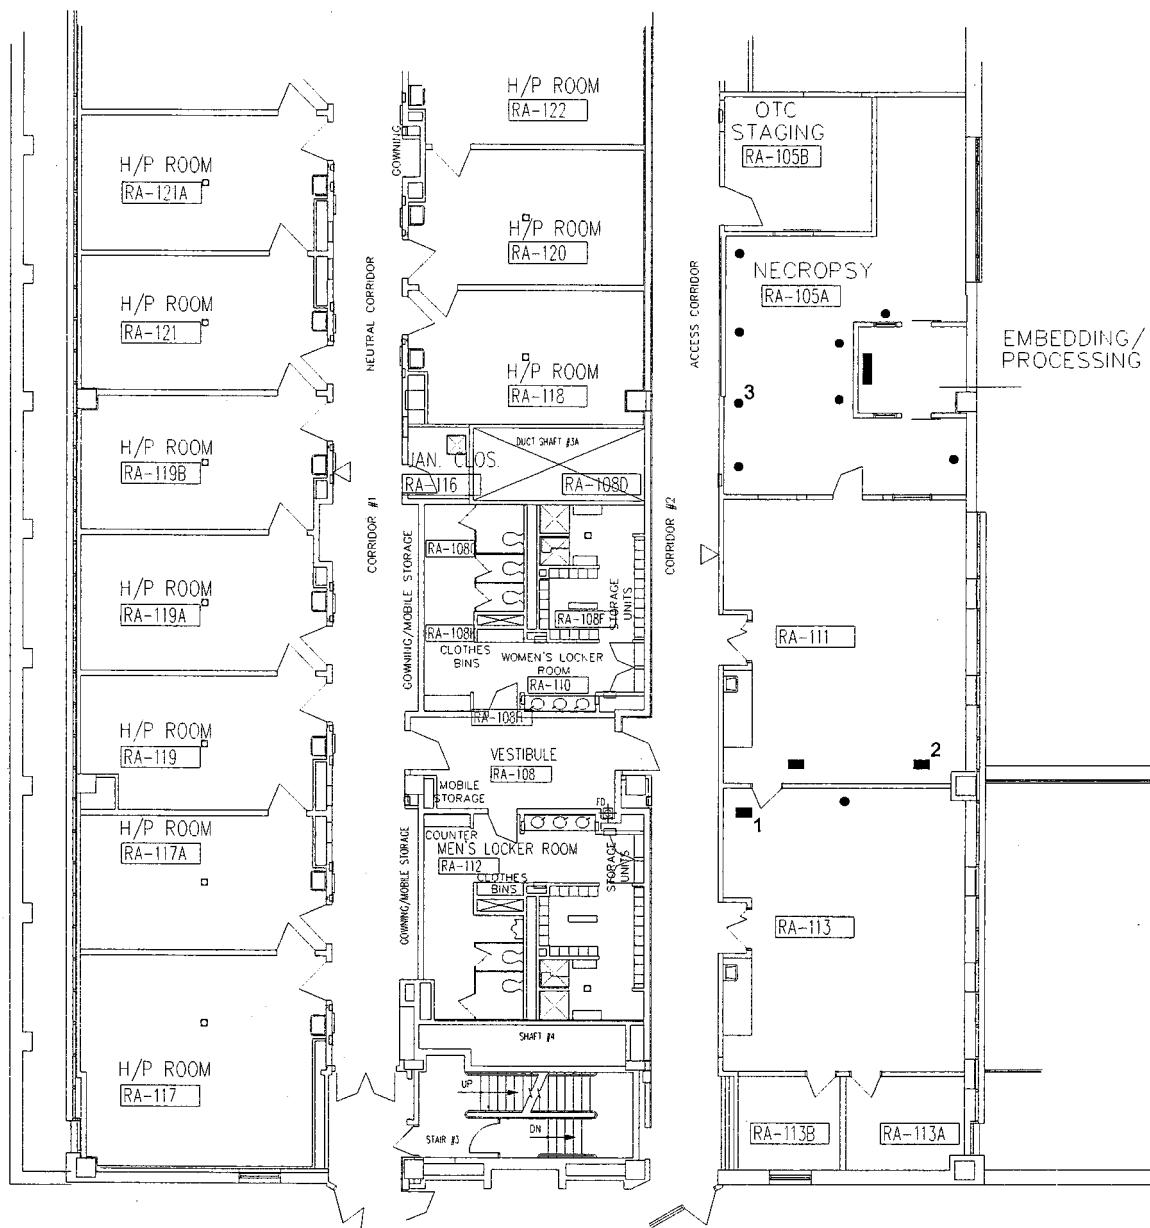 H/P ROOM
RA-122
OTC
STAGING
RA-105B
GOWNING
H/P ROOM
RA-121A
H/P ROOM
RA-120
NECROPSY
RA-105A
H/P ROOM
RA-121
NEUTRAL CORRIDOR
ACCESS CORRIDOR
EMBEDDING/
PROCESSING
H/P ROOM
RA-118
3
H/P ROOM
RA-119B
JAN. CLOS.
RA-116
DUCT SHAFT #3A
RA-108D
CORRIDOR #1
CORRIDOR #2
GOWNING/MOBILE STORAGE
RA-108
H/P ROOM
RA-119A
RA-108F
STORAGE
UNITS
RA-108
CLOTHES
BINS
WOMEN'S LOCKER
ROOM
RA-110
RA-111
RA-108H
H/P ROOM
RA-119
VESTIBULE
RA-108
MOBILE
STORAGE
2
FD
1
H/P ROOM
RA-117A
COUNTER
MEN'S LOCKER ROOM
RA-112
CLOTHES
BINS
STORAGE
UNITS
GOWNING/MOBILE STORAGE
RA-113
SHAFT #4
H/P ROOM
RA-117
UP
STAIR #3
DN
RA-113B
RA-113A